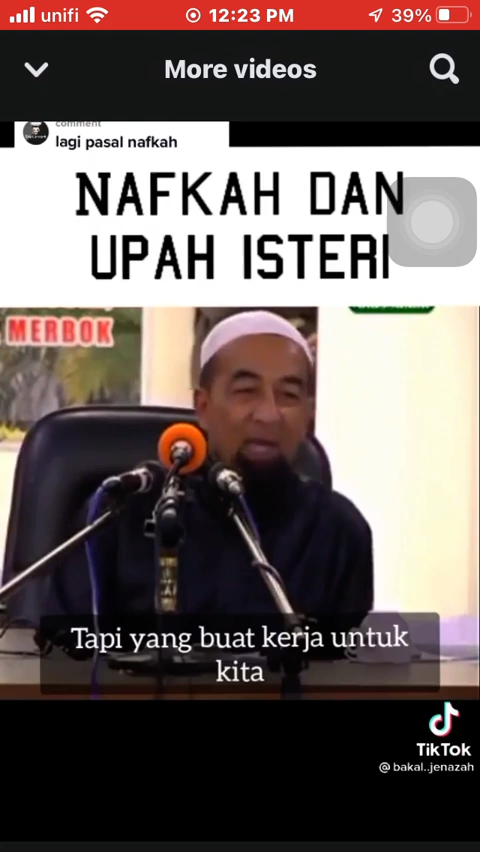 unifi 12:23 PM 39%
More videos
comment
lagi pasal nafkah
NAFKAH DAN
UPAH ISTERI
MERBOK
Tapi yang buat kerja untuk
kita
TikTok
@ bakal..jenazah